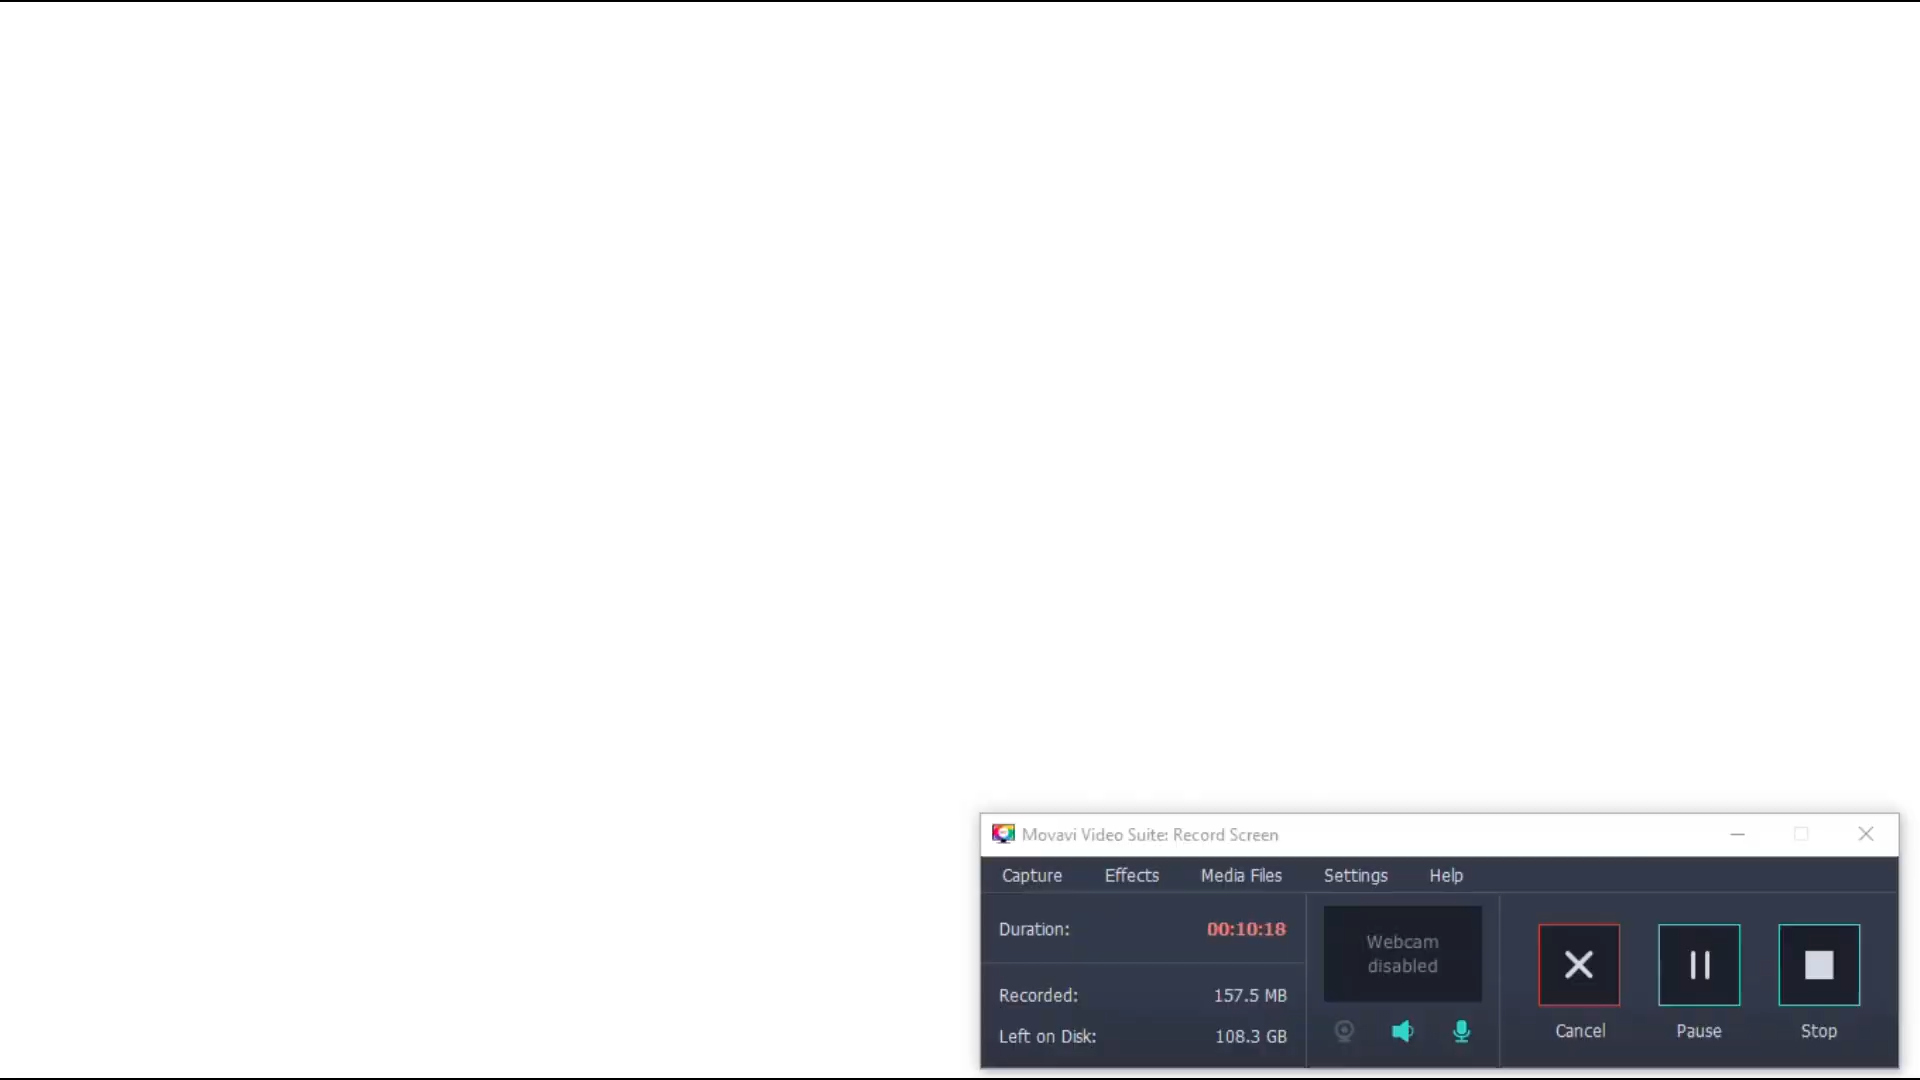 Movavi Video Suite: Record Screen
Capture Effects Media Files Settings Help
Duration: 00:10:18
Webcam
disabled
Recorded: 157.5 MB
Left on Disk: 108.3 GB
Cancel Pause Stop